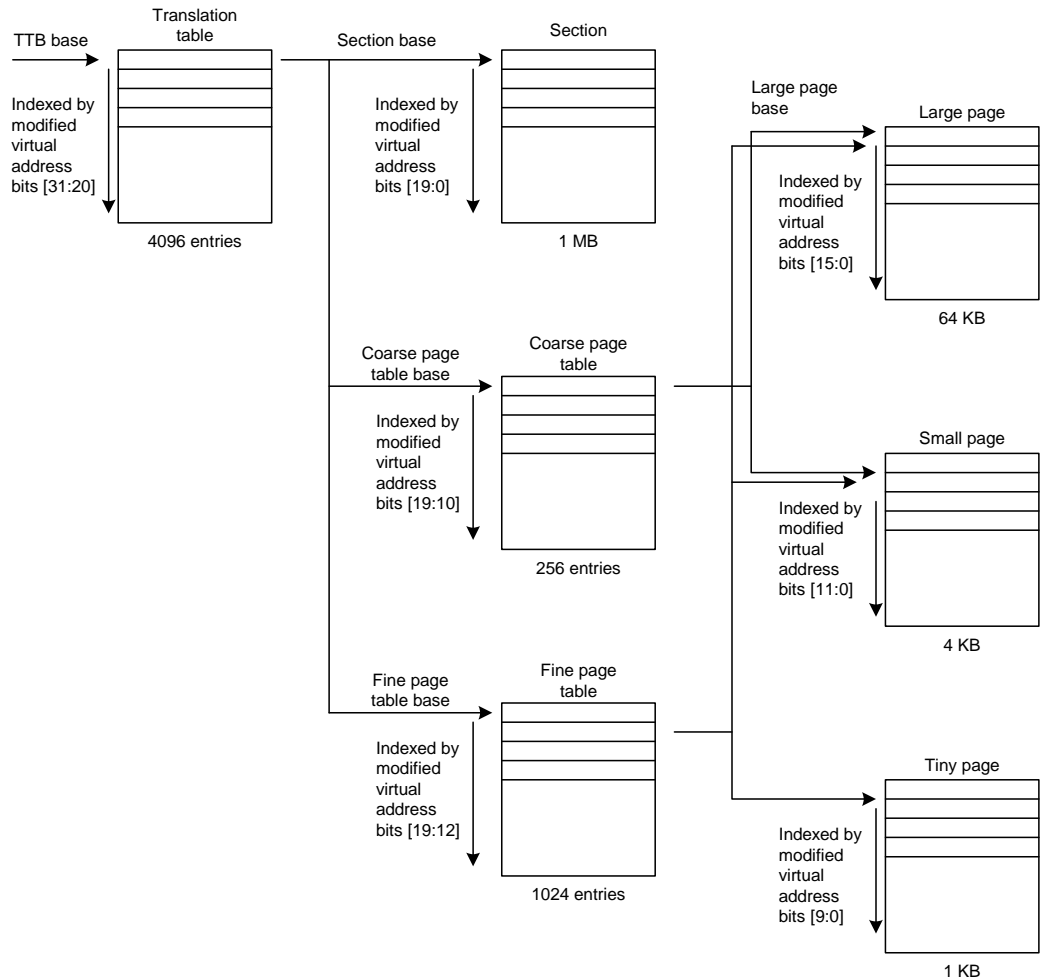 TTB base
Translation
table
Indexed by
modified
virtual
address
bits [31:20]
4096 entries
Section base
Section
Indexed by
modified
virtual
address
bits [19:0]
1 MB
Coarse page
table base
Coarse page
table
Indexed by
modified
virtual
address
bits [19:10]
256 entries
Fine page
table base
Fine page
table
Indexed by
modified
virtual
address
bits [19:12]
1024 entries
Large page
base
Large page
Indexed by
modified
virtual
address
bits [15:0]
64 KB
Small page
Indexed by
modified
virtual
address
bits [11:0]
4 KB
Tiny page
Indexed by
modified
virtual
address
bits [9:0]
1 KB